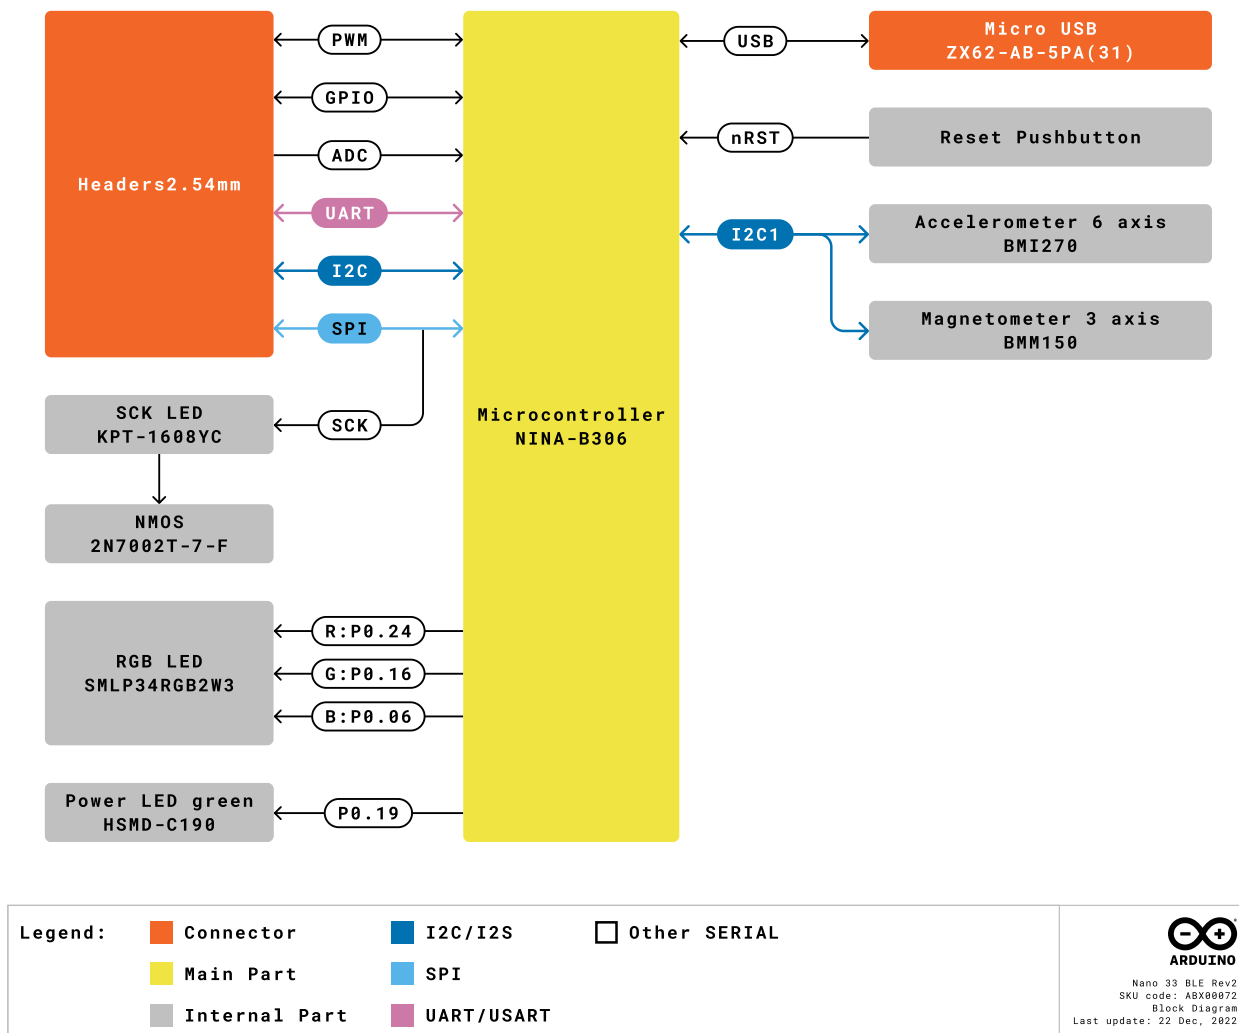 PWM
GPIO
ADC
Headers2.54mm
UART
I2C
SPI
SCK LED
KPT-1608YC
SCK
NMOS
2N7002T-7-F
RGB LED
SMLP34RGB2W3
R:P0.24
G:P0.16
B:P0.06
Power LED green
HSMD-C190
P0.19
Microcontroller
NINA-B306
USB
Micro USB
ZX62-AB-5PA(31)
nRST
Reset Pushbutton
I2C1
Accelerometer 6 axis
BMI270
Magnetometer 3 axis
BMM150
Legend:
Connector
Main Part
Internal Part
I2C/I2S
SPI
UART/USART
Other SERIAL
ARDUINO
Nano 33 BLE Rev2
SKU code: ABX00072
Block Diagram
Last update: 22 Dec, 2022